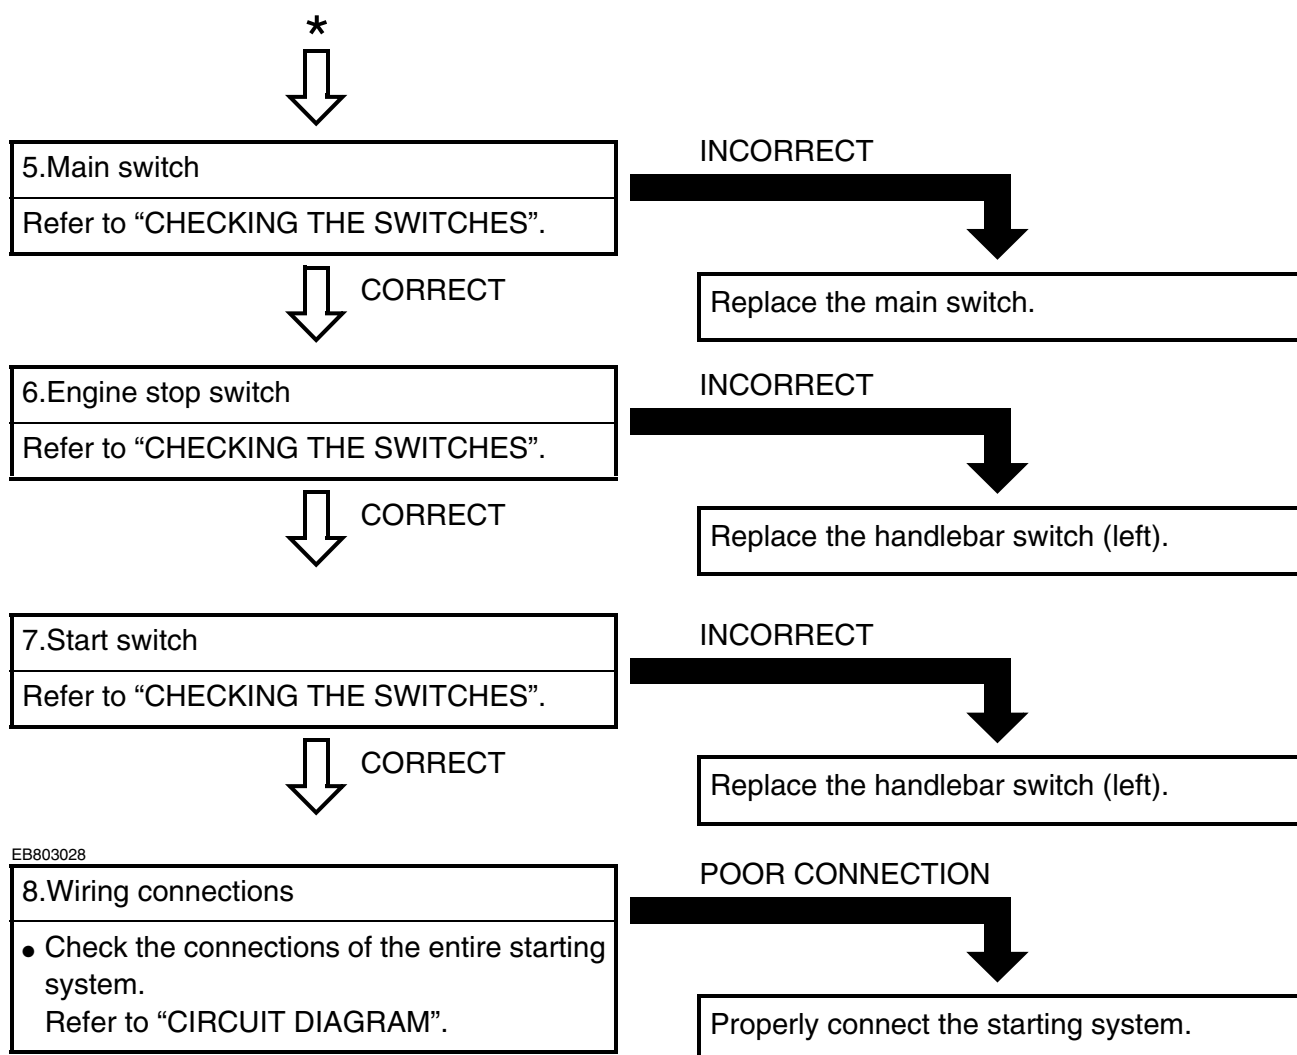 *
5.Main switch
Refer to “CHECKING THE SWITCHES”.
INCORRECT
CORRECT
Replace the main switch.
6.Engine stop switch
Refer to “CHECKING THE SWITCHES”.
INCORRECT
CORRECT
Replace the handlebar switch (left).
7.Start switch
Refer to “CHECKING THE SWITCHES”.
INCORRECT
CORRECT
Replace the handlebar switch (left).
EB803028
8.Wiring connections
● Check the connections of the entire starting
system.
Refer to “CIRCUIT DIAGRAM”.
POOR CONNECTION
Properly connect the starting system.